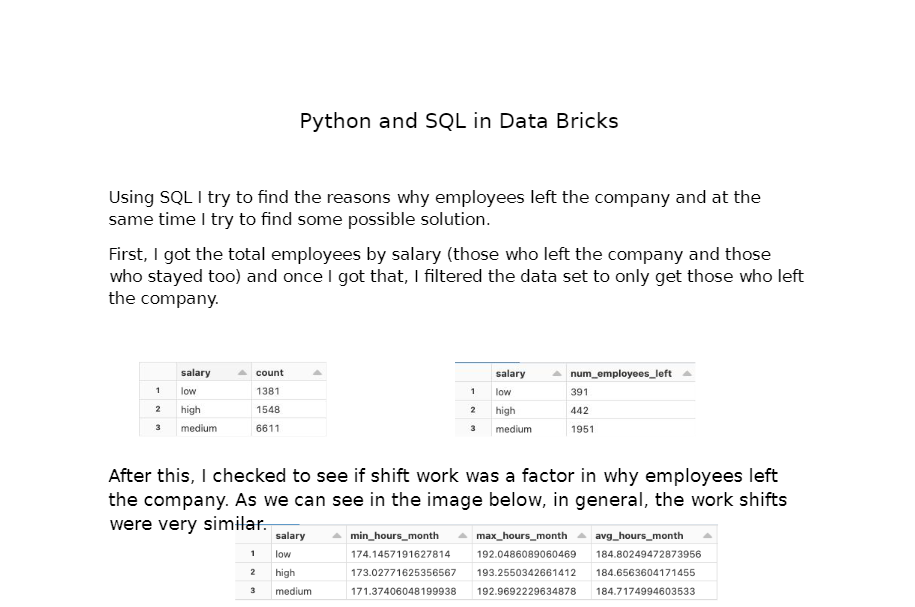 Python and SQL in Data Bricks
Using SQL I try to find the reasons why employees left the company and at the
same time I try to find some possible solution.
First, I got the total employees by salary (those who left the company and those
who stayed too) and once I got that, I filtered the data set to only get those who left
the company.
salary count
1 low 1381
2 high 1548
3 medium 6611
salary num_employees_left
1 low 391
2 high 442
3 medium 1951
After this, I checked to see if shift work was a factor in why employees left
the company. As we can see in the image below, in general, the work shifts
were very similar.
salary min_hours_month max_hours_month avg_hours_month
1 low 174.1457191627814 192.0486089060469 184.80249472873956
2 high 173.02771625356567 193.2550342661412 184.6563604171455
3 medium 171.37406048199938 192.9692229634878 184.7174994603533